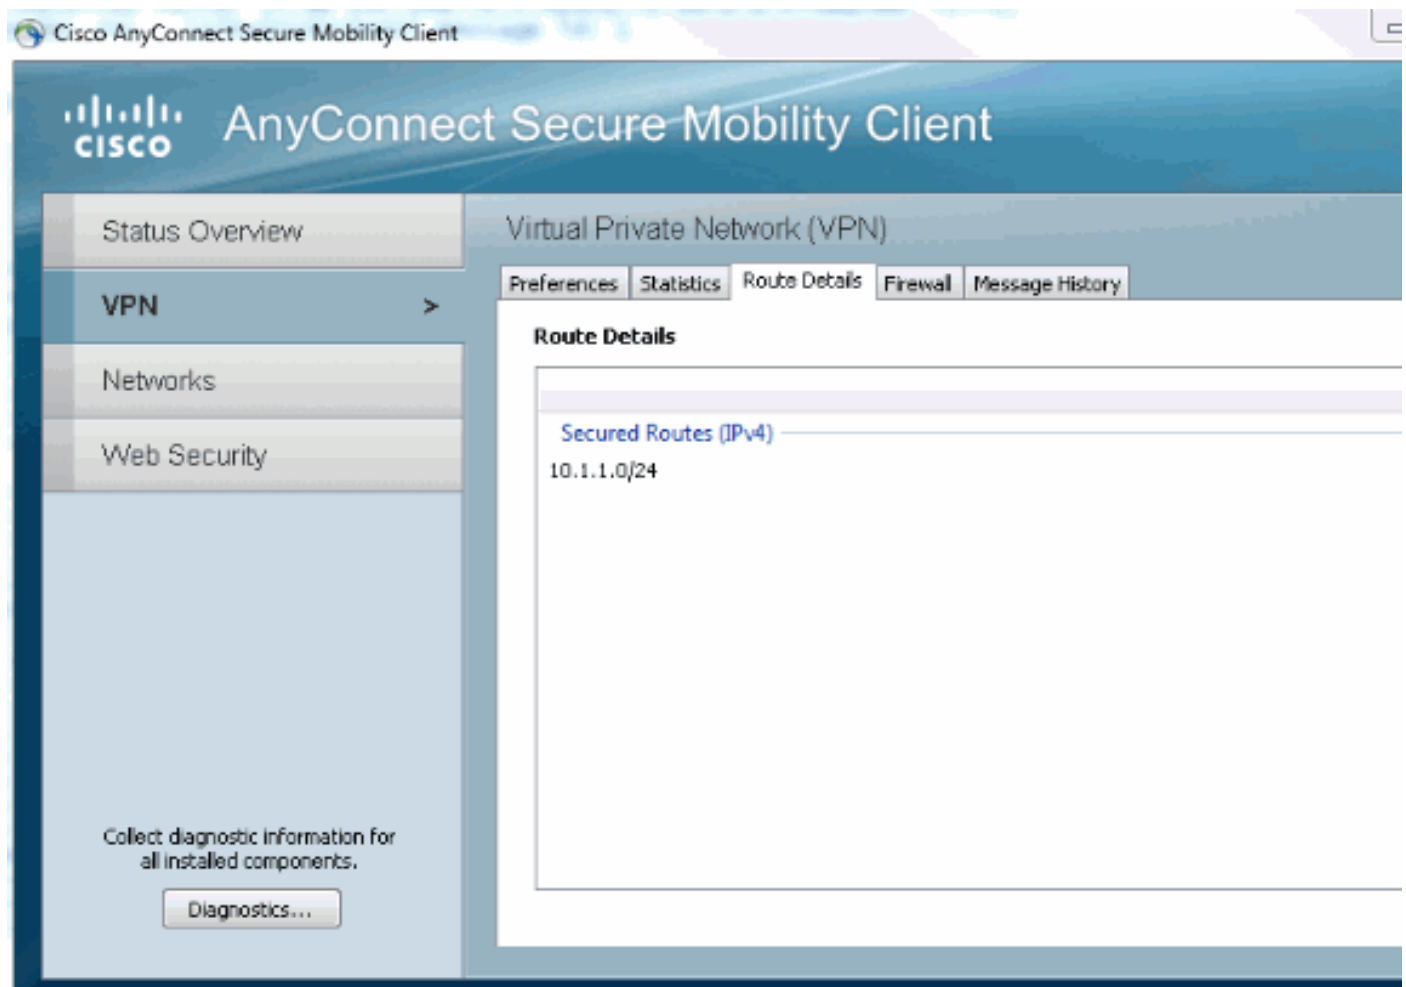 Cisco AnyConnect Secure Mobility Client
CISCO
AnyConnect Secure Mobility Client
Status Overview
VPN >
Networks
Web Security
Virtual Private Network (VPN)
Preferences Statistics Route Details Firewall Message History
Route Details
Secured Routes (IPv4)
10.1.1.0/24
Collect diagnostic information for
all installed components.
Diagnostics...